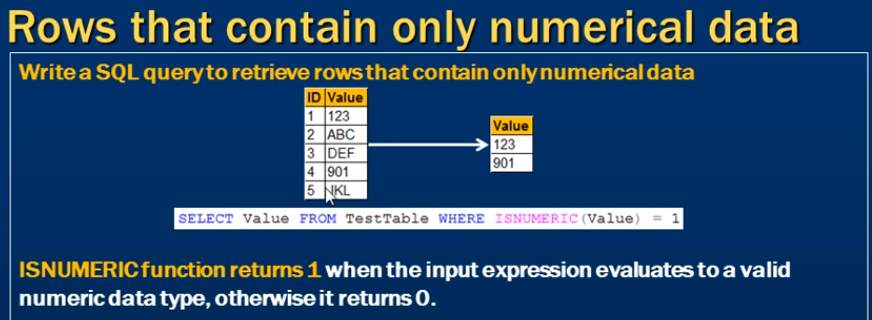 Rows that contain only numerical data
Write a SQL query to retrieve rows that contain only numerical data
ID Value
1 123
2 ABC
3 DEF
4 901
5 JKL
Value
123
901
SELECT Value FROM TestTable WHERE ISNUMERIC(Value) = 1
ISNUMERIC function returns 1 when the input expression evaluates to a valid
numeric data type, otherwise it returns 0.